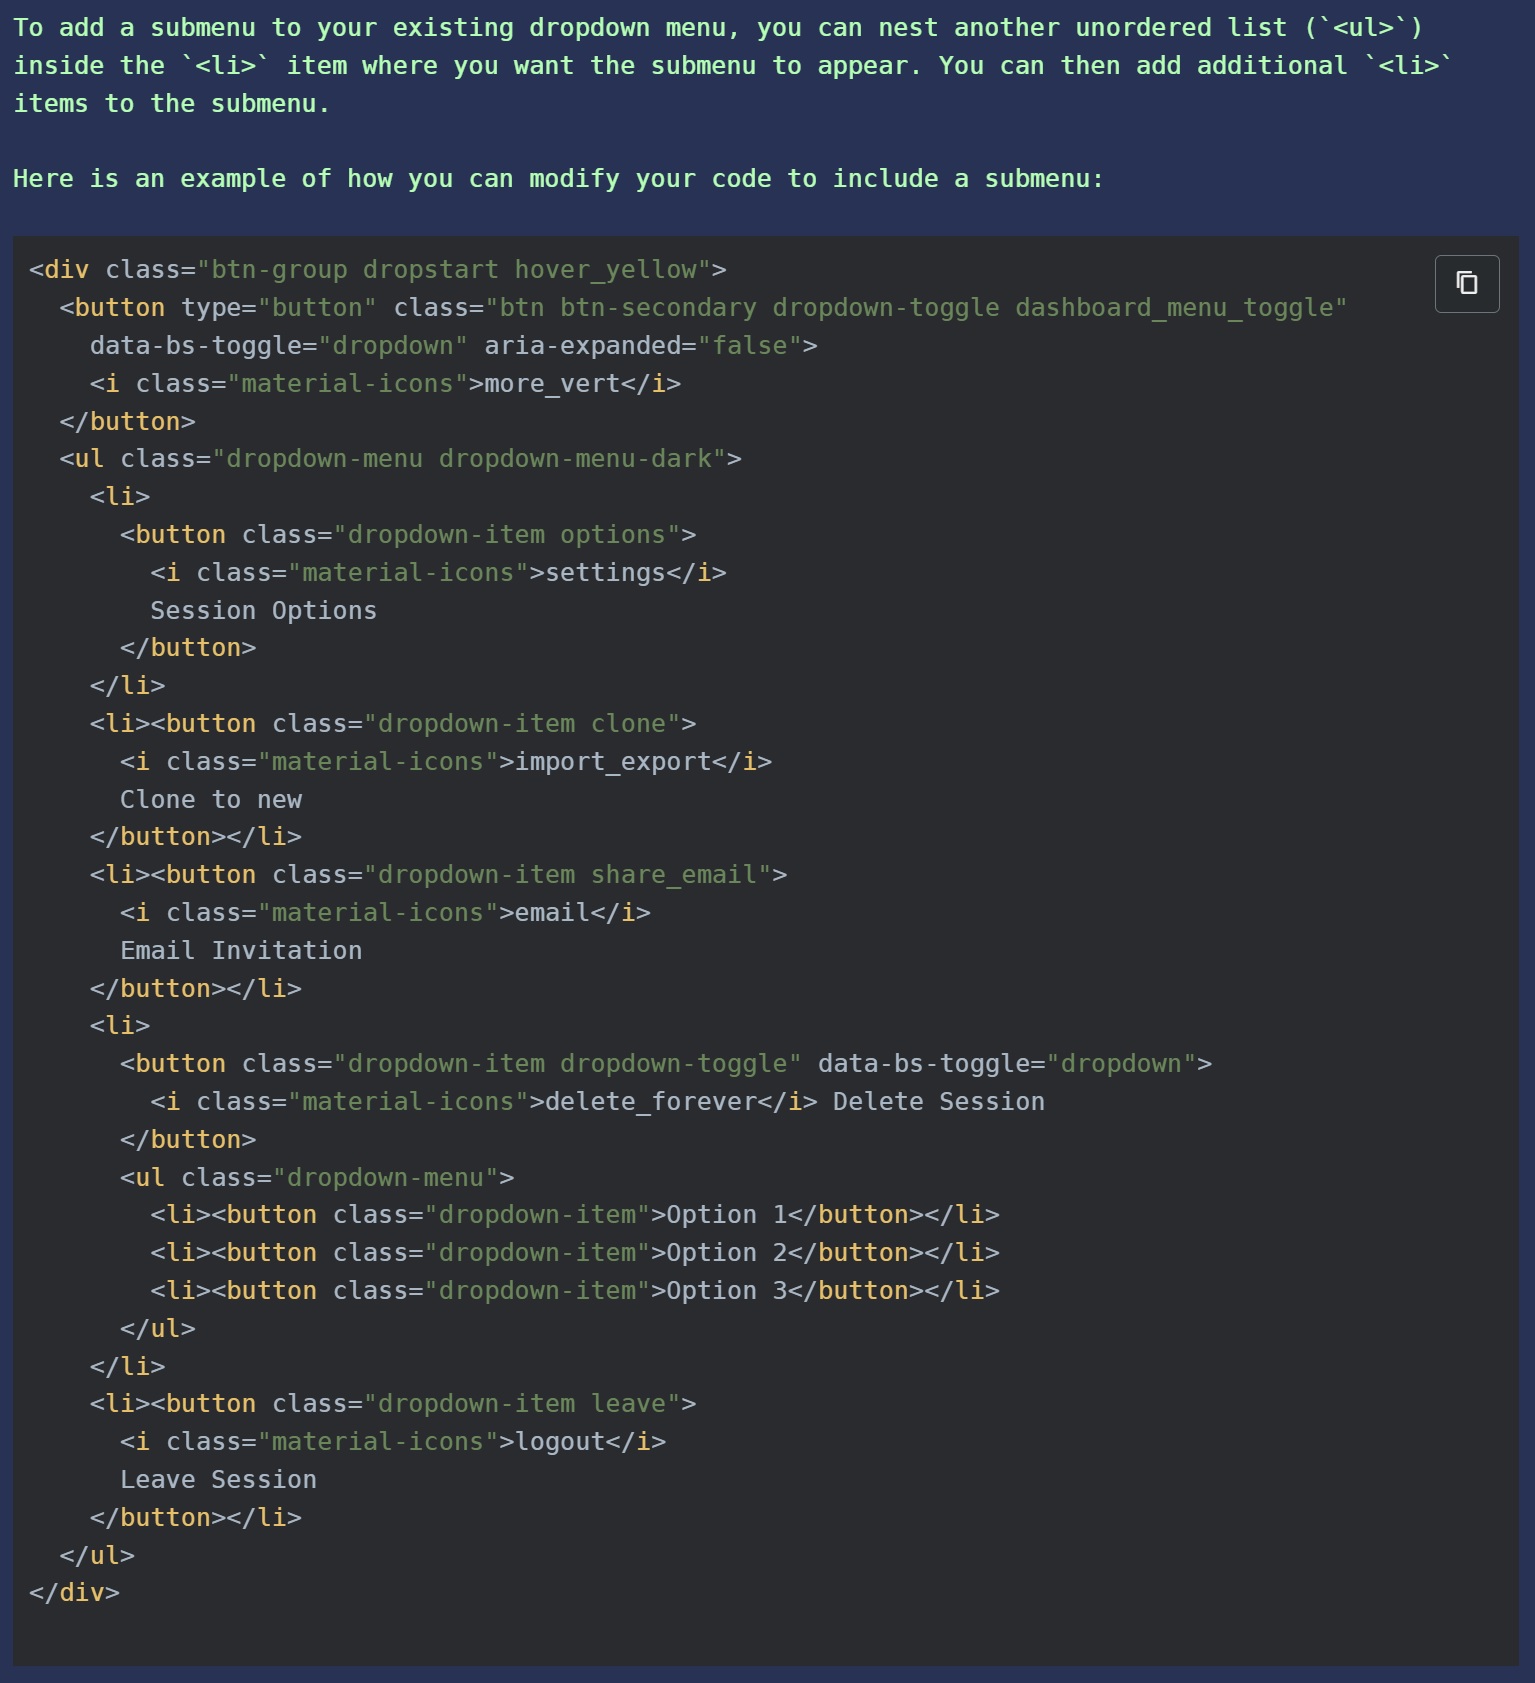 To add a submenu to your existing dropdown menu, you can nest another unordered list (`<ul>`)
inside the `<li>` item where you want the submenu to appear. You can then add additional `<li>`
items to the submenu.

Here is an example of how you can modify your code to include a submenu:

<div class="btn-group dropstart hover_yellow">
  <button type="button" class="btn btn-secondary dropdown-toggle dashboard_menu_toggle"
    data-bs-toggle="dropdown" aria-expanded="false">
    <i class="material-icons">more_vert</i>
  </button>
  <ul class="dropdown-menu dropdown-menu-dark">
    <li>
      <button class="dropdown-item options">
        <i class="material-icons">settings</i>
        Session Options
      </button>
    </li>
    <li><button class="dropdown-item clone">
      <i class="material-icons">import_export</i>
      Clone to new
    </button></li>
    <li><button class="dropdown-item share_email">
      <i class="material-icons">email</i>
      Email Invitation
    </button></li>
    <li>
      <button class="dropdown-item dropdown-toggle" data-bs-toggle="dropdown">
        <i class="material-icons">delete_forever</i> Delete Session
      </button>
      <ul class="dropdown-menu">
        <li><button class="dropdown-item">Option 1</button></li>
        <li><button class="dropdown-item">Option 2</button></li>
        <li><button class="dropdown-item">Option 3</button></li>
      </ul>
    </li>
    <li><button class="dropdown-item leave">
      <i class="material-icons">logout</i>
      Leave Session
    </button></li>
  </ul>
</div>